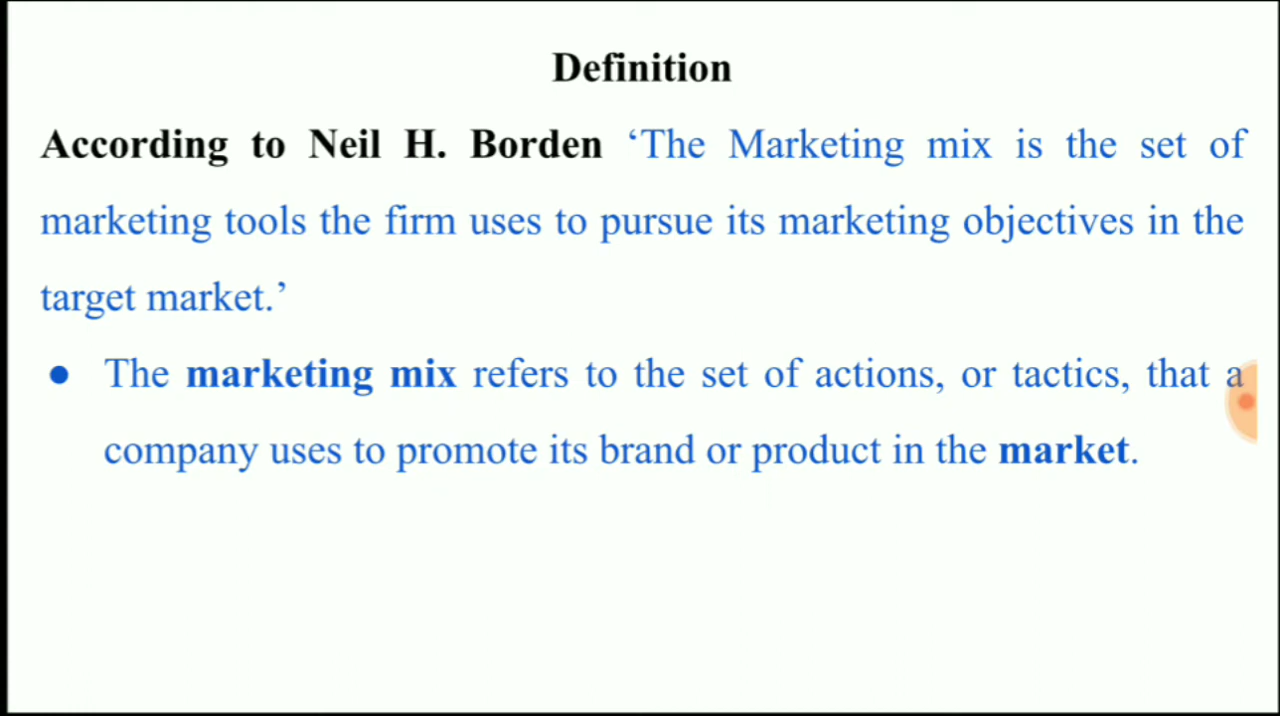 Definition
According to Neil H. Borden ‘The Marketing mix is the set of
marketing tools the firm uses to pursue its marketing objectives in the
target market.’
● The marketing mix refers to the set of actions, or tactics, that a
company uses to promote its brand or product in the market.